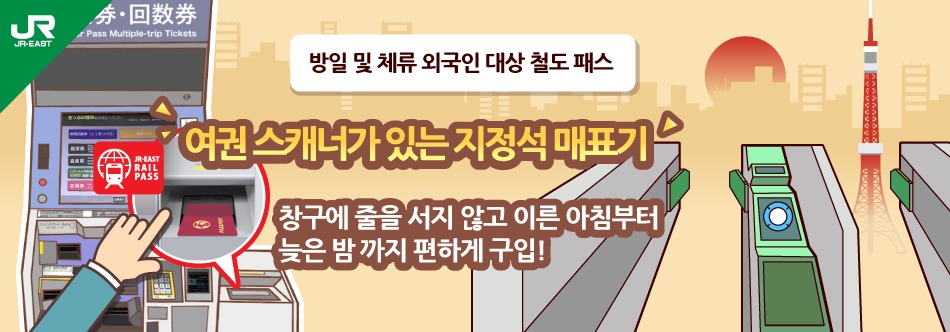 JR
JR-EAST
券・回数券
r Pass Multiple-trip Tickets
방일 및 체류 외국인 대상 철도 패스
여권 스캐너가 있는 지정석 매표기
JR-EAST
RAIL
PASS
PASSPORT
창구에 줄을 서지 않고 이른 아침부터
늦은 밤 까지 편하게 구입!